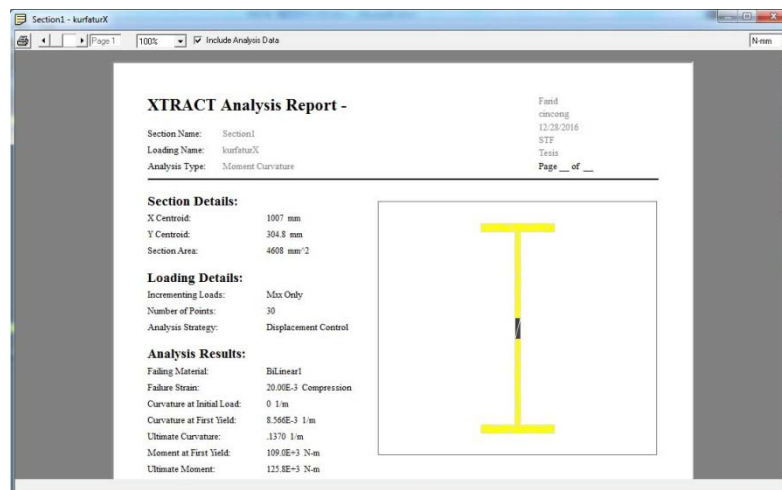 Section1 - kurfaturX
Page 1 100% Include Analysis Data N-mm
XTRACT Analysis Report -
Farid
cincong
12/28/2016
STF
Tesis
Page __ of __
Section Name: Section1
Loading Name: kurfaturX
Analysis Type: Moment Curvature
Section Details:
X Centroid: 1007 mm
Y Centroid: 304.8 mm
Section Area: 4608 mm^2
Loading Details:
Incrementing Loads: Mxx Only
Number of Points: 30
Analysis Strategy: Displacement Control
Analysis Results:
Failing Material: BiLinear1
Failure Strain: 20.00E-3 Compression
Curvature at Initial Load: 0 1/m
Curvature at First Yield: 8.566E-3 1/m
Ultimate Curvature: .1370 1/m
Moment at First Yield: 109.0E+3 N-m
Ultimate Moment: 125.8E+3 N-m